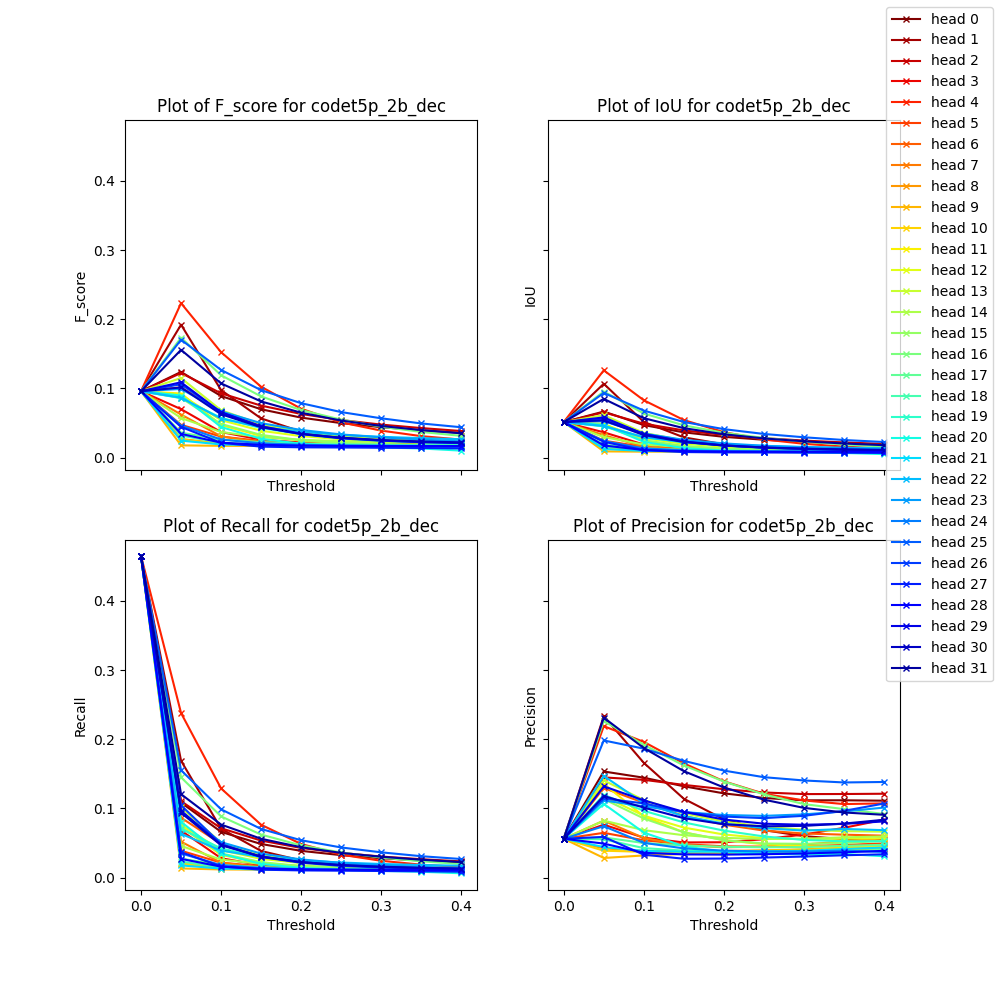 Plot of F_score for codet5p_2b_dec
F_score
0.4
0.3
0.2
0.1
0.0
Threshold
Plot of IoU for codet5p_2b_dec
IoU
Threshold
Plot of Recall for codet5p_2b_dec
Recall
0.4
0.3
0.2
0.1
0.0
0.0 0.1 0.2 0.3 0.4
Threshold
Plot of Precision for codet5p_2b_dec
Precision
0.0 0.1 0.2 0.3 0.4
Threshold
head 0
head 1
head 2
head 3
head 4
head 5
head 6
head 7
head 8
head 9
head 10
head 11
head 12
head 13
head 14
head 15
head 16
head 17
head 18
head 19
head 20
head 21
head 22
head 23
head 24
head 25
head 26
head 27
head 28
head 29
head 30
head 31